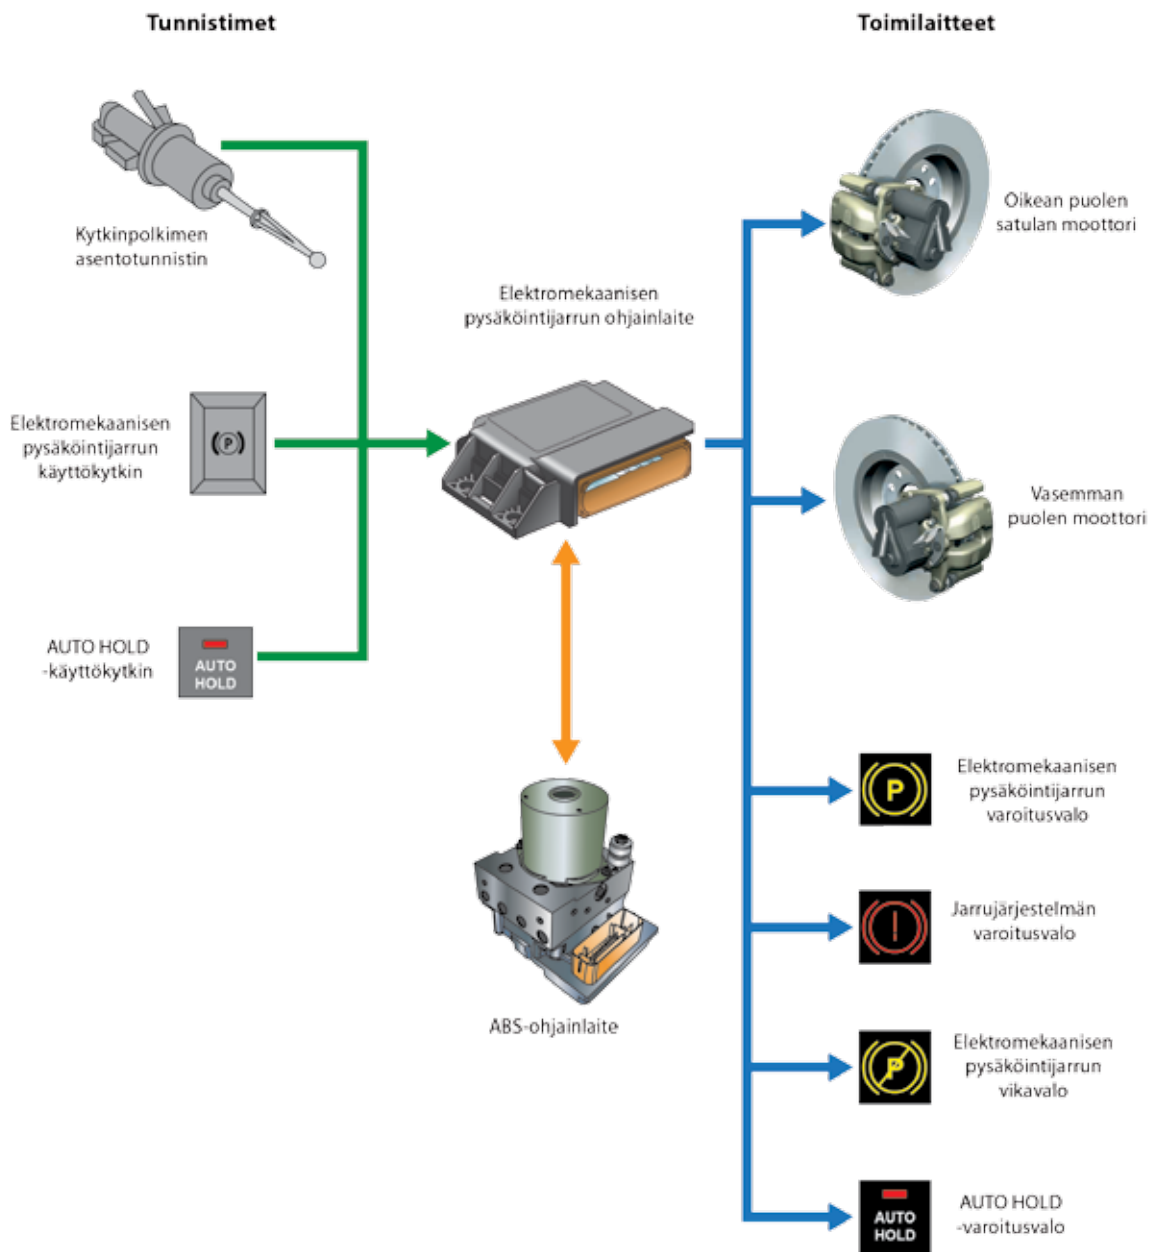 Tunnistimet
Toimilaitteet
Kytkinpolkimen
asentotunnistin
Oikean puolen
satulan moottori
Elektromekaanisen
pysäköintijarrun ohjainlaite
Elektromekaanisen
pysäköintijarrun
käyttökytkin
(P)
Vasemman
puolen moottori
AUTO HOLD
-käyttökytkin
AUTO
HOLD
ABS-ohjainlaite
P
Elektromekaanisen
pysäköintijarrun
varoitusvalo
!
Jarrujärjestelmän
varoitusvalo
P
Elektromekaanisen
pysäköintijarrun
vikavalo
AUTO
HOLD
AUTO HOLD
-varoitusvalo